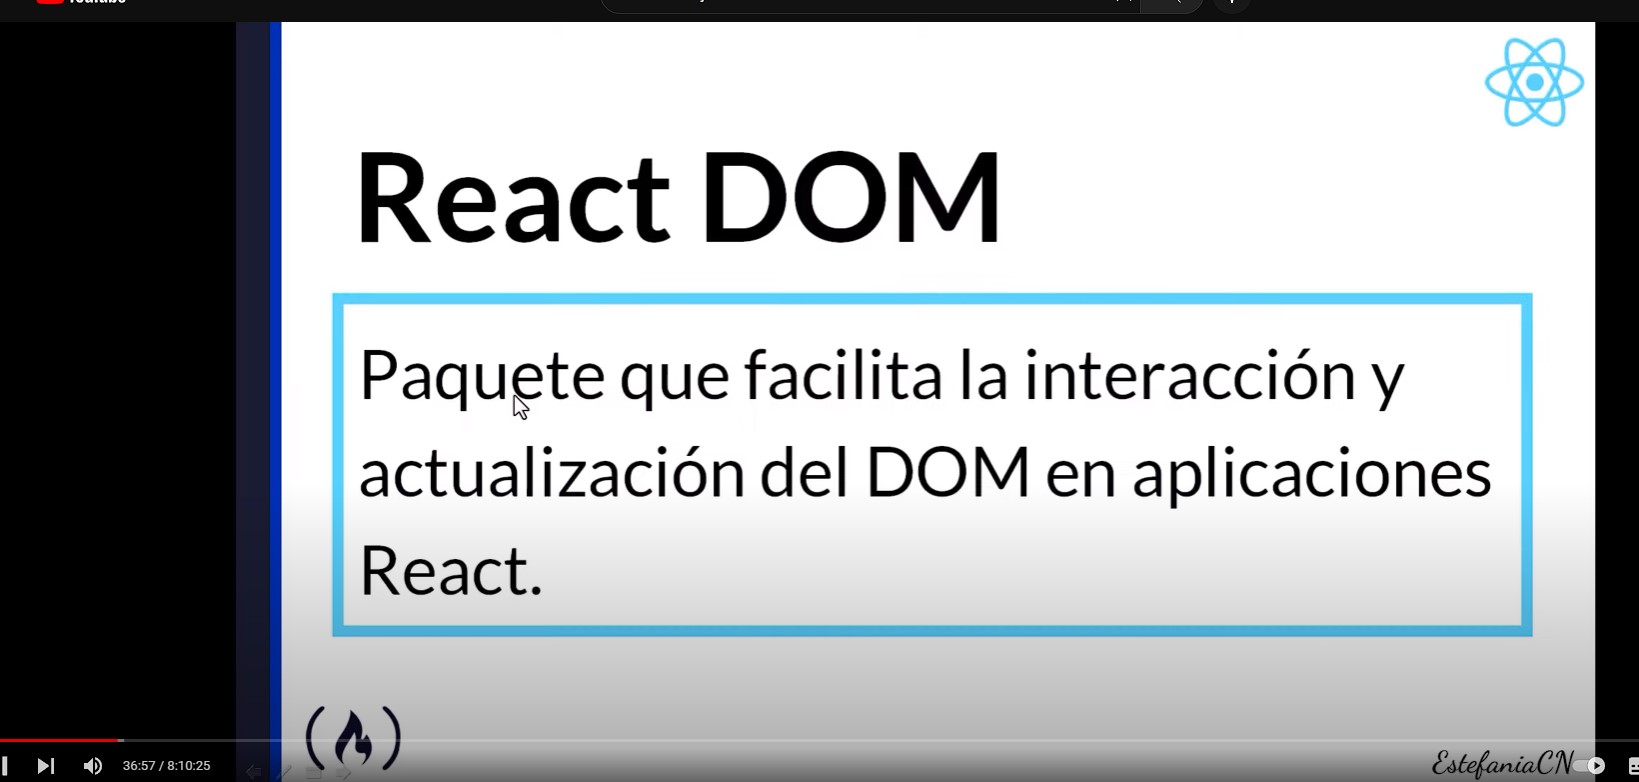 React DOM
Paquete que facilita la interacción y
actualización del DOM en aplicaciones
React.
36:57 / 8:10:25
EstefaniaCN